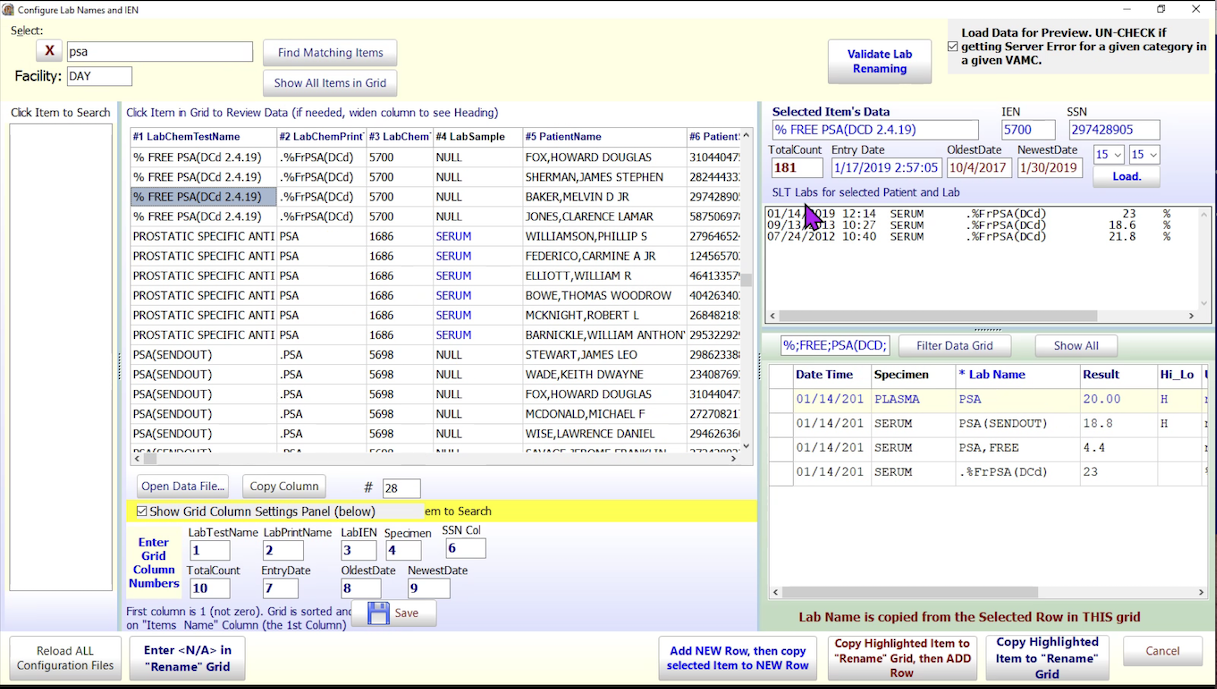 Configure Lab Names and IEN
Select:
X psa Find Matching Items
Facility: DAY Show All Items in Grid
Validate Lab Renaming
Load Data for Preview. UN-CHECK if
getting Server Error for a given category in
a given VAMC.
Click Item to Search
Click Item in Grid to Review Data (if needed, widen column to see Heading)
#1 LabChemTestName #2 LabChemPrint #3 LabChem #4 LabSample #5 PatientName #6 Patient
% FREE PSA(DCd 2.4.19) .%FrPSA(DCd) 5700 NULL FOX,HOWARD DOUGLAS 310440475
% FREE PSA(DCd 2.4.19) .%FrPSA(DCd) 5700 NULL SHERMAN,JAMES STEPHEN 28244433
% FREE PSA(DCd 2.4.19) .%FrPSA(DCd) 5700 NULL BAKER,MELVIN D JR 29742890
% FREE PSA(DCd 2.4.19) .%FrPSA(DCd) 5700 NULL JONES,CLARENCE LAMAR 58750697
PROSTATIC SPECIFIC ANTI PSA 1686 SERUM WILLIAMSON,PHILLIP S 27964652
PROSTATIC SPECIFIC ANTI PSA 1686 SERUM FEDERICO,CARMINE A JR 12456570
PROSTATIC SPECIFIC ANTI PSA 1686 SERUM ELLIOTT,WILLIAM R 46413357
PROSTATIC SPECIFIC ANTI PSA 1686 SERUM BOWE,THOMAS WOODROW 40426340
PROSTATIC SPECIFIC ANTI PSA 1686 SERUM MCKNIGHT,ROBERT L 26848218
PROSTATIC SPECIFIC ANTI PSA 1686 SERUM BARNICKLE,WILLIAM ANTHON 29532292
PSA(SENDOUT) .PSA 5698 NULL STEWART,JAMES LEO 29862338
PSA(SENDOUT) .PSA 5698 NULL WADE,KEITH DWAYNE 23408769
PSA(SENDOUT) .PSA 5698 NULL FOX,HOWARD DOUGLAS 31044047
PSA(SENDOUT) .PSA 5698 NULL MCDONALD,MICHAEL F 27270821
PSA(SENDOUT) .PSA 5698 NULL WISE,LAWRENCE DANIEL 29462636
Open Data File... Copy Column # 28
Show Grid Column Settings Panel (below) em to Search
Enter
Grid
Column
Numbers
LabTestName LabPrintName LabIEN Specimen SSN Col
1 2 3 4 6
TotalCount EntryDate OldestDate NewestDate
10 7 8 9
First column is 1 (not zero). Grid is sorted and
on "Items_Name" Column (the 1st Column)
Save
Selected Item's Data IEN SSN
% FREE PSA(DCD 2.4.19) 5700 297428905
TotalCount Entry Date OldestDate NewestDate
181 1/17/2019 2:57:05 10/4/2017 1/30/2019 15 15
Load.
SLT Labs for selected Patient and Lab
01/14/2019 12:14 SERUM .%FrPSA(DCd) 23 %
10:27 SERUM .%FrPSA(DCd) 18.6 %
07/24/2012 10:40 SERUM .%FrPSA(DCd) 21.8 %
%;FREE;PSA(DCD; Filter Data Grid Show All
Date Time Specimen * Lab Name Result Hi_Lo
01/14/201 PLASMA PSA 20.00 H
01/14/201 SERUM PSA(SENDOUT) 18.8 H
01/14/201 SERUM PSA,FREE 4.4
01/14/201 SERUM .%FrPSA(DCd) 23
Lab Name is copied from the Selected Row in THIS grid
Reload ALL
Configuration Files
Enter <N/A> in
"Rename" Grid
Add NEW Row, then copy
selected Item to NEW Row
Copy Highlighted Item to
"Rename" Grid, then ADD
Row
Copy Highlighted
Item to "Rename"
Grid
Cancel